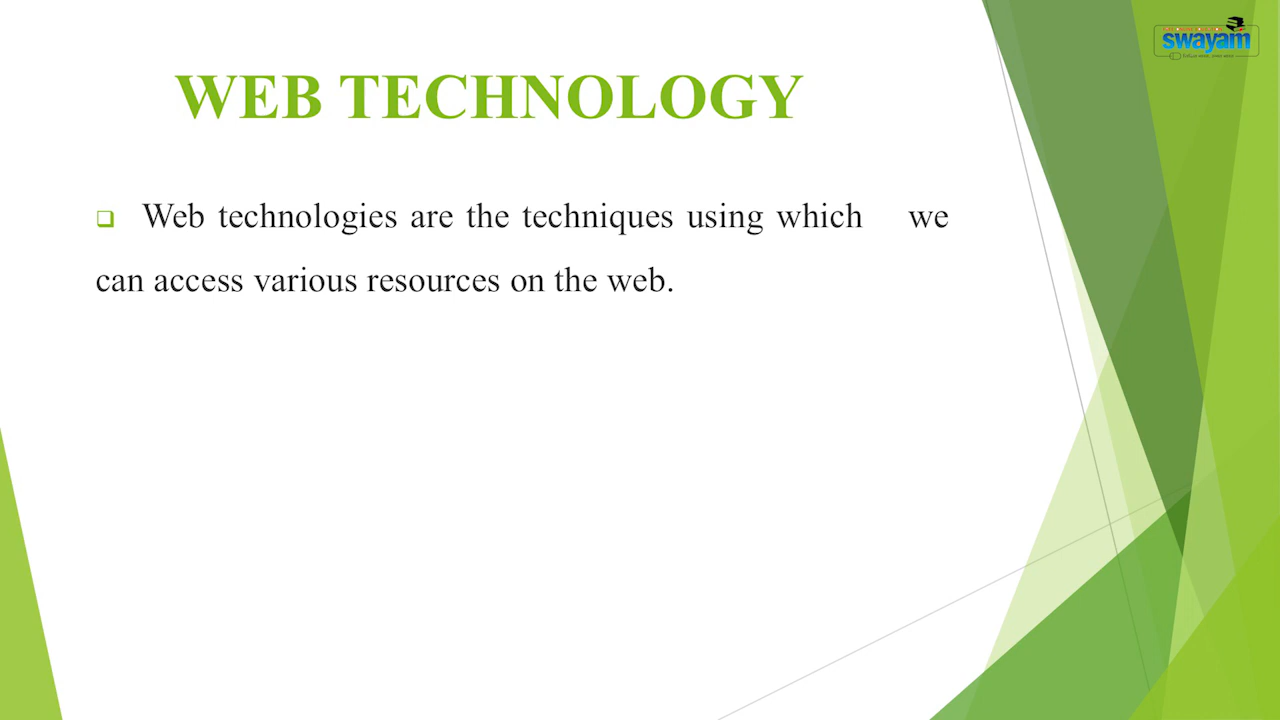 swayam
WEB TECHNOLOGY
Web technologies are the techniques using which we
can access various resources on the web.